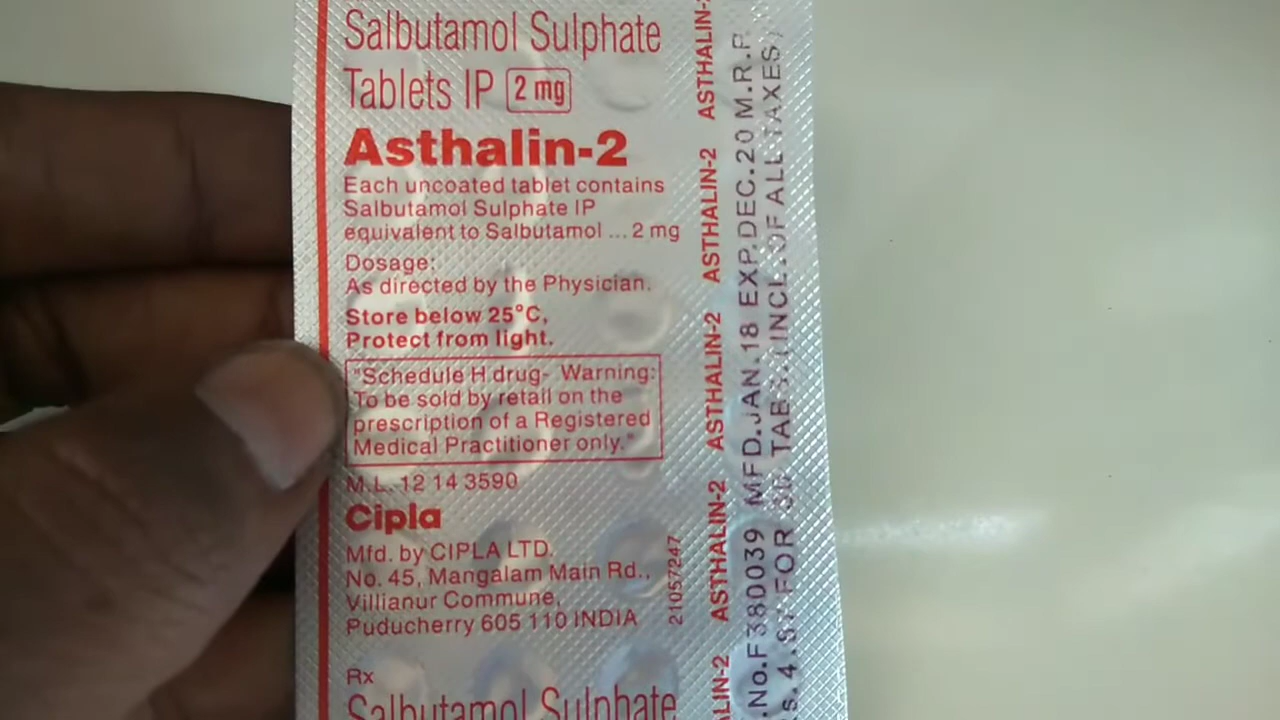 Salbutamol Sulphate
Tablets IP 2 mg
Asthalin-2
Each uncoated tablet contains
Salbutamol Sulphate IP
equivalent to Salbutamol ... 2 mg
Dosage:
As directed by the Physician.
Store below 25°C,
Protect from light.
"Schedule H drug- Warning:
To be sold by retail on the
prescription of a Registered
Medical Practitioner only."
M.L. 12 14 3590
Cipla
Mfd. by CIPLA LTD.
No. 45, Mangalam Main Rd.,
Villianur Commune,
Puducherry 605 110 INDIA
21057247
Rx
Salbutamol Sulphate
ALIN-2 ASTHALIN-2 ASTHALIN-2 ASTHALIN-2 ASTHALIN-2 ASTHALIN-
.No.F380039 MFD.JAN.18 EXP.DEC.20 M.R.P.
FOR TABS.(INCL.OF ALL TAXES)